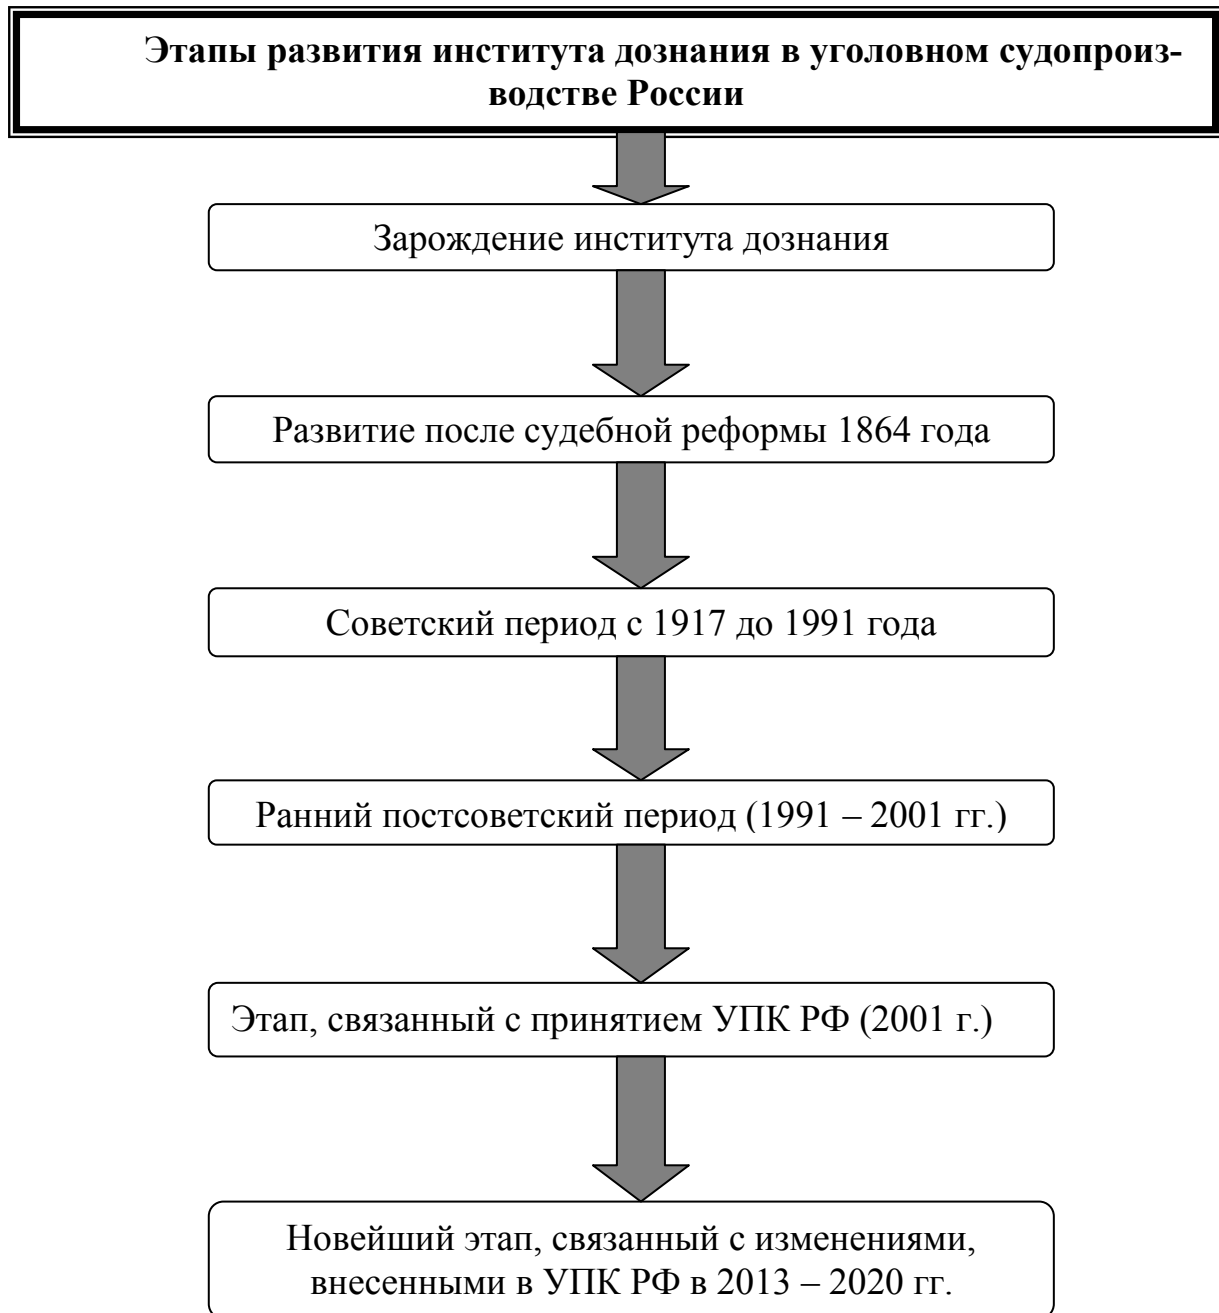 Этапы развития института дознания в уголовном судопроиз-
водстве России
Зарождение института дознания
Развитие после судебной реформы 1864 года
Советский период с 1917 до 1991 года
Ранний постсоветский период (1991 – 2001 гг.)
Этап, связанный с принятием УПК РФ (2001 г.)
Новейший этап, связанный с изменениями,
внесенными в УПК РФ в 2013 – 2020 гг.